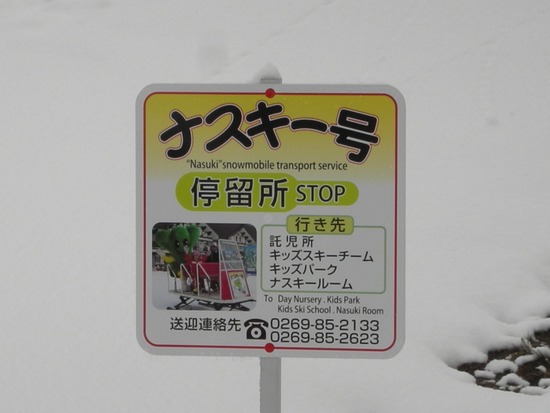 ナスキー号
"Nasuki"snowmobile transport service
停留所 STOP
行き先
託児所
キッズスキーチーム
キッズパーク
ナスキールーム
To Day Nursery . Kids Park
Kids Ski School . Nasuki Room
送迎連絡先 ☎ 0269-85-2133
0269-85-2623